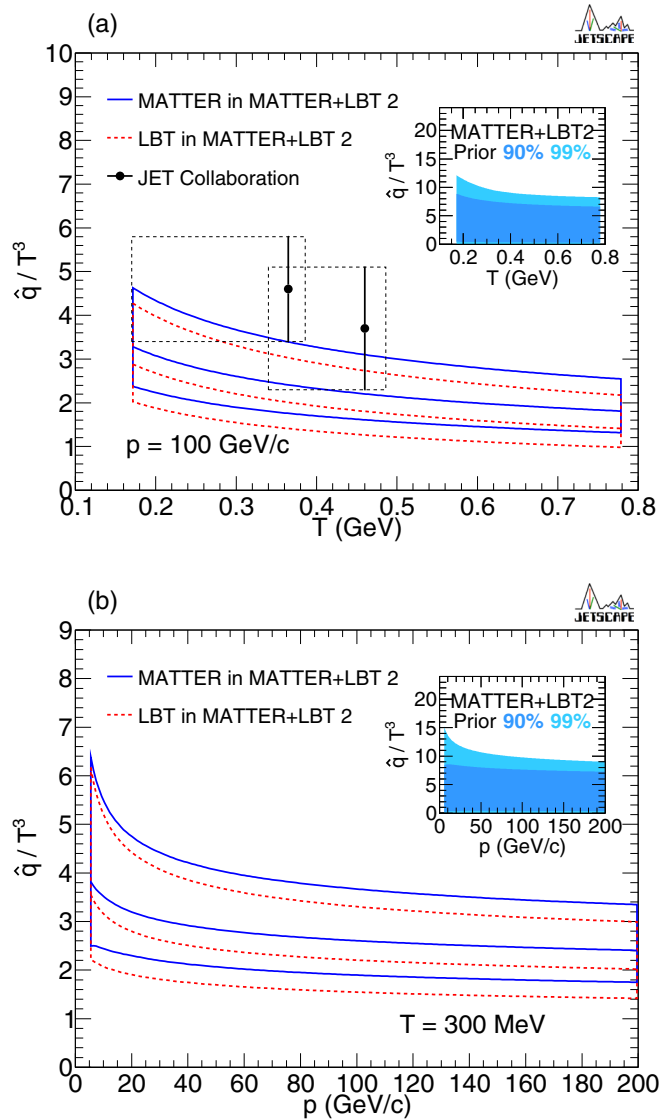 (a)
JETSCAPE
10
9
8
7
6
5
4
3
2
1
0
q̂ / T³
MATTER in MATTER+LBT 2
LBT in MATTER+LBT 2
JET Collaboration
MATTER+LBT2
Prior 90% 99%
q̂ / T³
20
15
10
5
0
0.2 0.4 0.6 0.8
T (GeV)
p = 100 GeV/c
0.1 0.2 0.3 0.4 0.5 0.6 0.7 0.8
T (GeV)
(b)
JETSCAPE
9
8
7
6
5
4
3
2
1
0
q̂ / T³
MATTER in MATTER+LBT 2
LBT in MATTER+LBT 2
MATTER+LBT2
Prior 90% 99%
q̂ / T³
20
15
10
5
0
0 50 100 150 200
p (GeV/c)
T = 300 MeV
0 20 40 60 80 100 120 140 160 180 200
p (GeV/c)